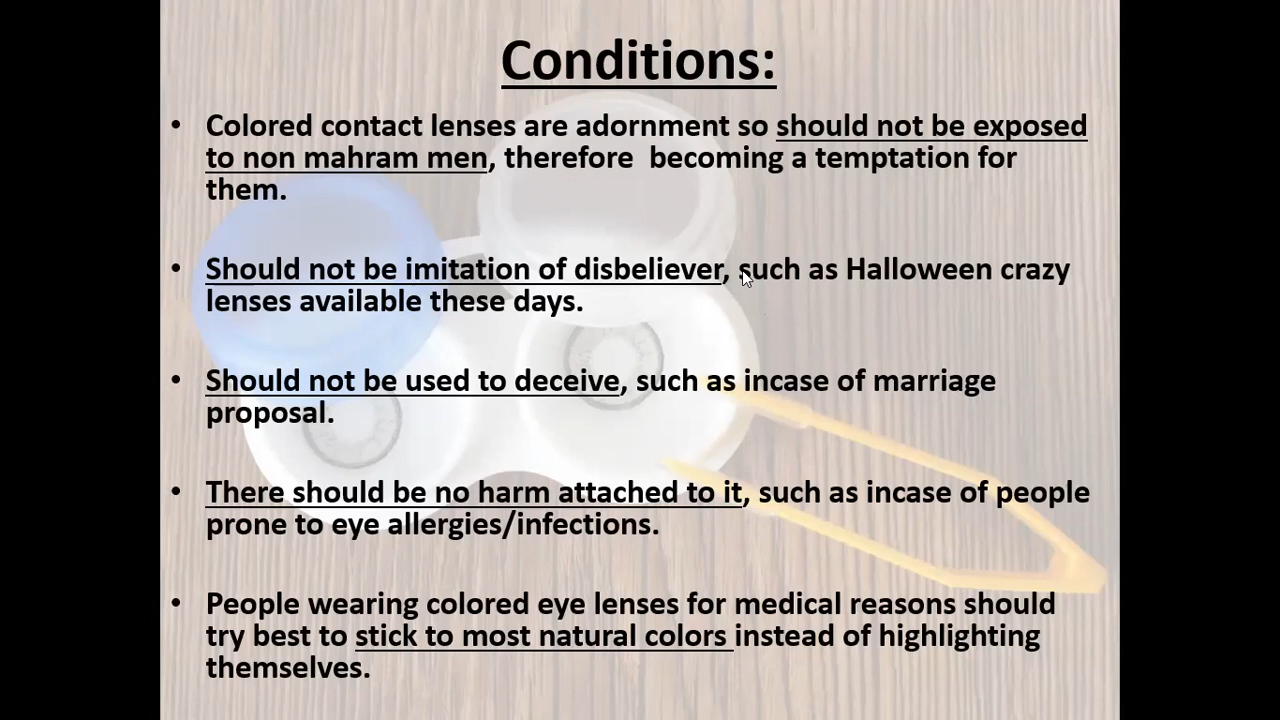 Conditions:
• Colored contact lenses are adornment so should not be exposed
to non mahram men, therefore  becoming a temptation for
them.
• Should not be imitation of disbeliever, such as Halloween crazy
lenses available these days.
• Should not be used to deceive, such as incase of marriage
proposal.
• There should be no harm attached to it, such as incase of people
prone to eye allergies/infections.
• People wearing colored eye lenses for medical reasons should
try best to stick to most natural colors instead of highlighting
themselves.